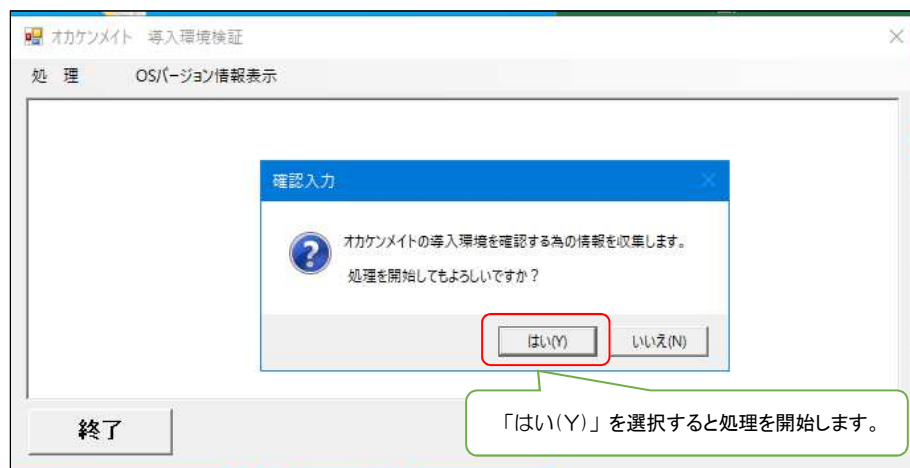 オカケンメイト 導入環境検証
処 理 OSバージョン情報表示
確認入力
オカケンメイトの導入環境を確認する為の情報を収集します。
処理を開始してもよろしいですか？
はい(Y) いいえ(N)
「はい(Y)」を選択すると処理を開始します。
終了